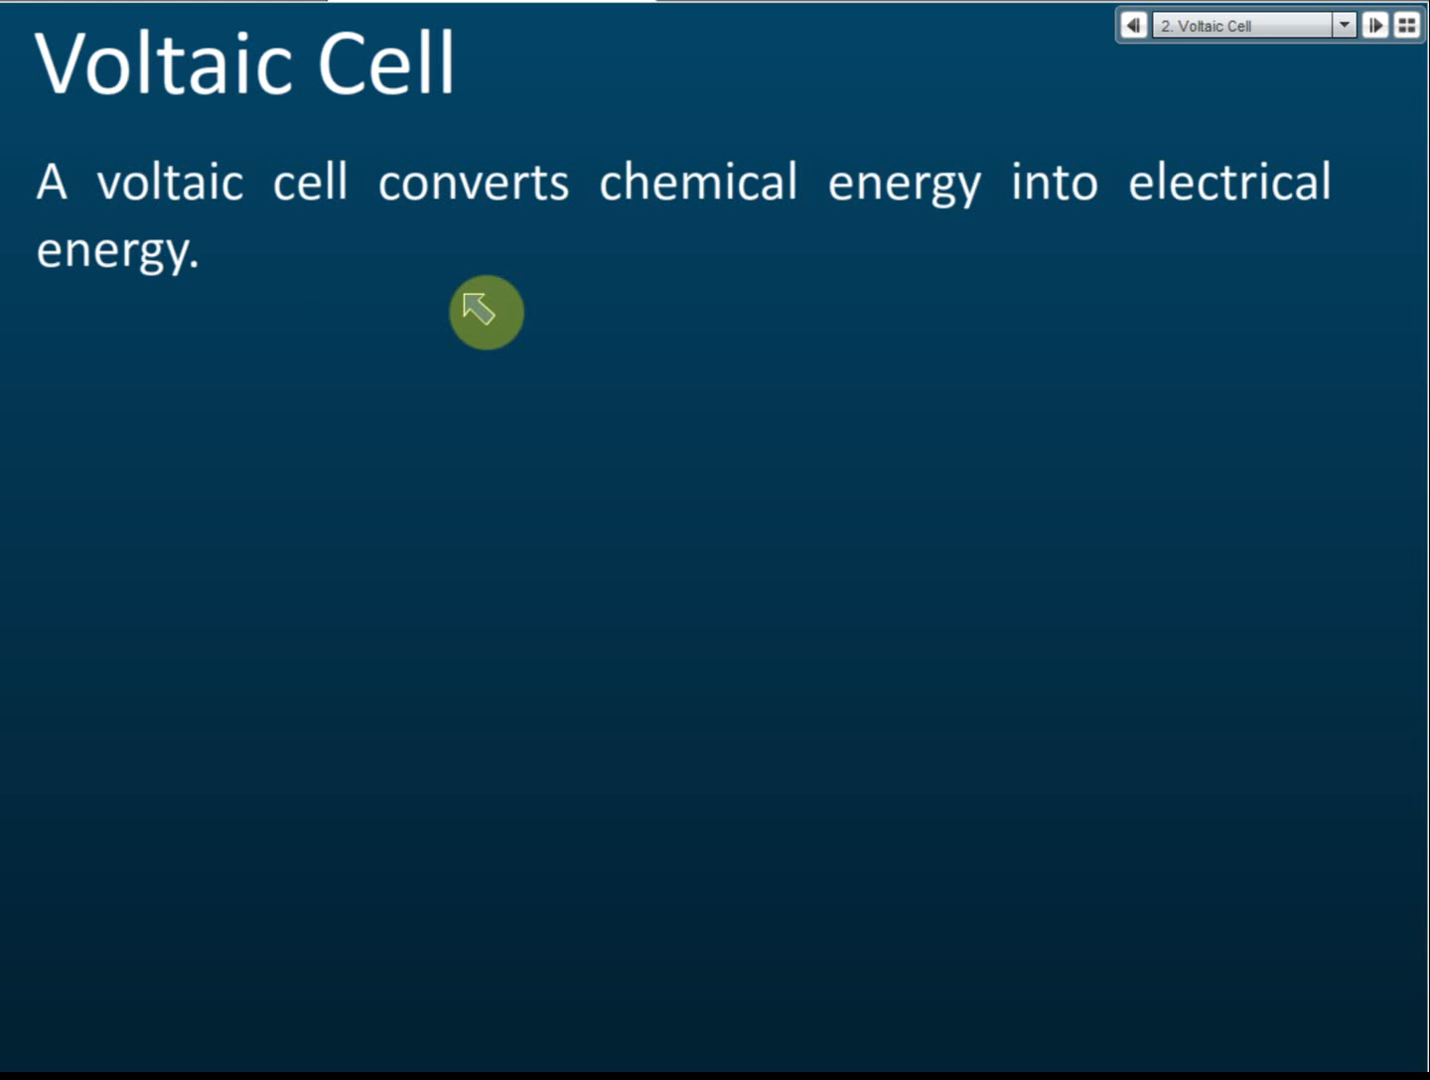 2. Voltaic Cell
Voltaic Cell
A voltaic cell converts chemical energy into electrical
energy.